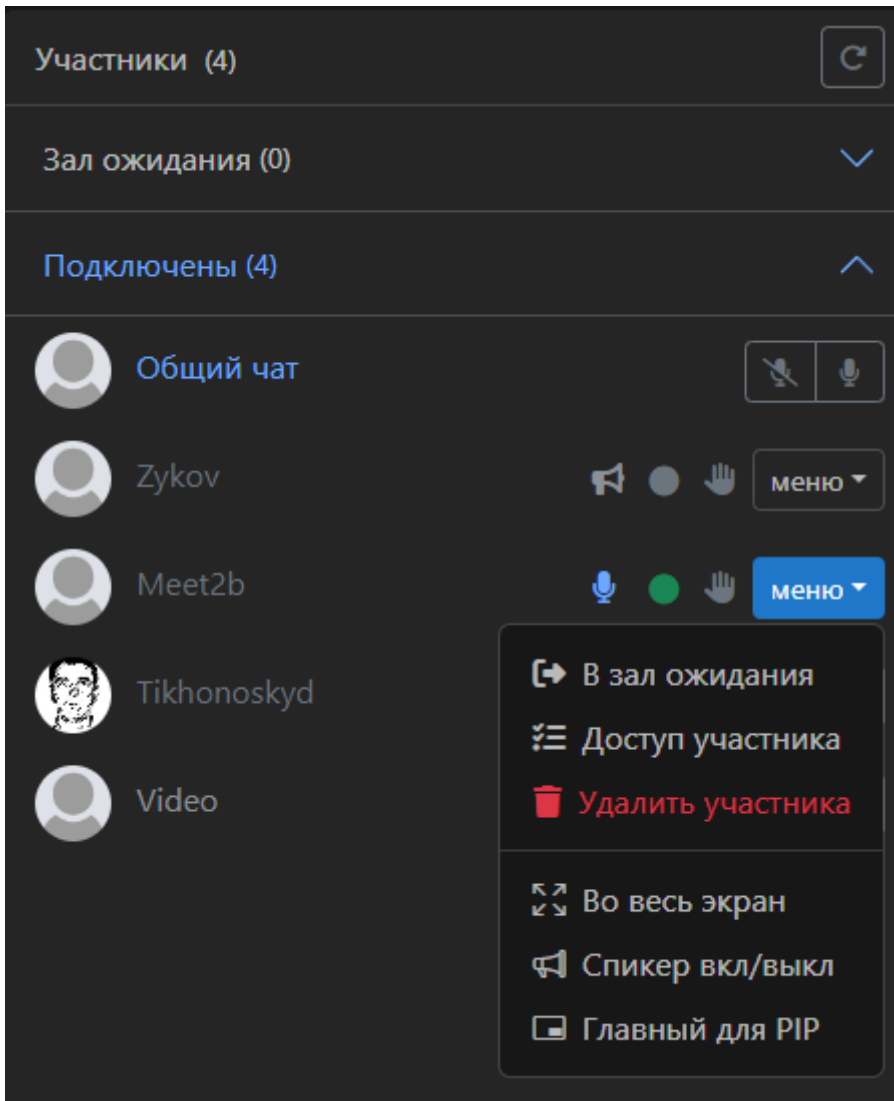 Участники (4)
Зал ожидания (0)
Подключены (4)
Общий чат
Zykov меню
Meet2b меню
В зал ожидания
Tikhonoskyd
Доступ участника
Удалить участника
Video
Во весь экран
Спикер вкл/выкл
Главный для PIP